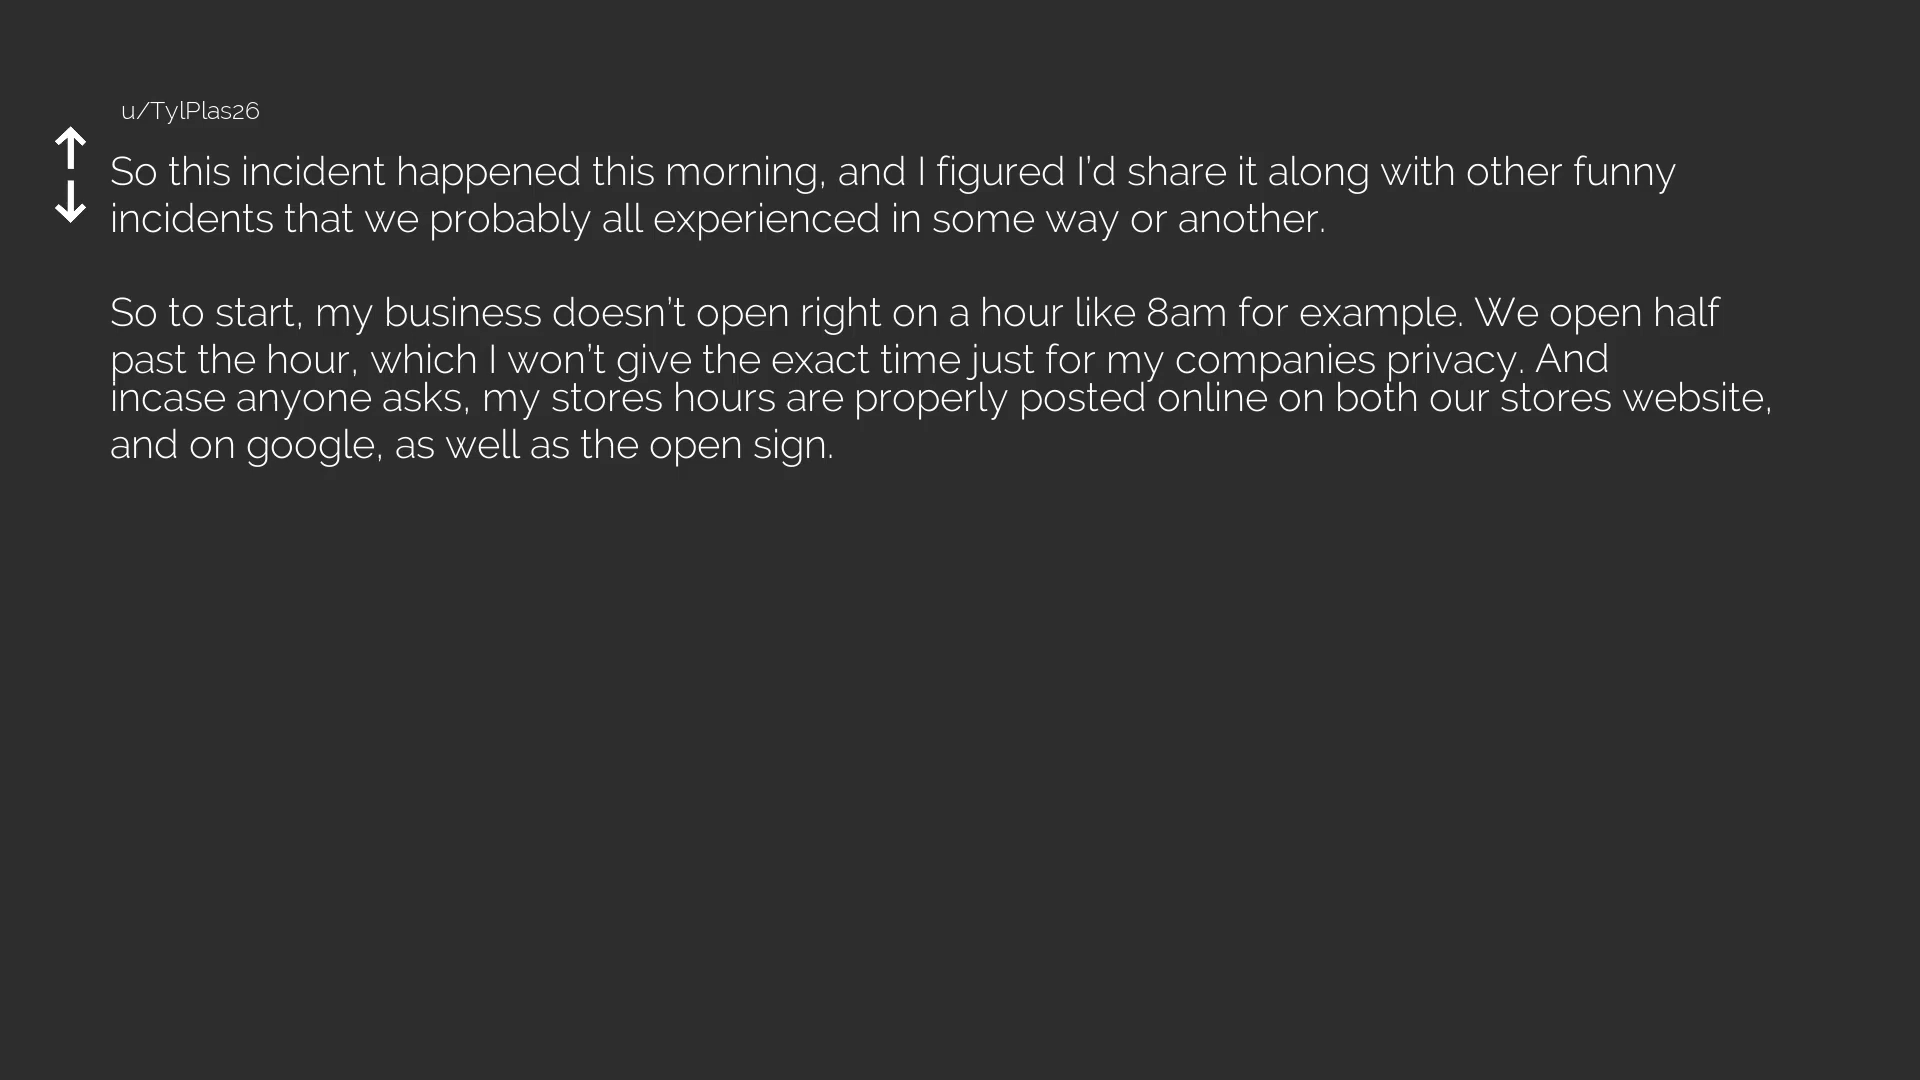 u/TylPlas26
So this incident happened this morning, and I figured I'd share it along with other funny
incidents that we probably all experienced in some way or another.
So to start, my business doesn't open right on a hour like 8am for example. We open half
past the hour, which I won't give the exact time just for my companies privacy. And
incase anyone asks, my stores hours are properly posted online on both our stores website,
and on google, as well as the open sign.